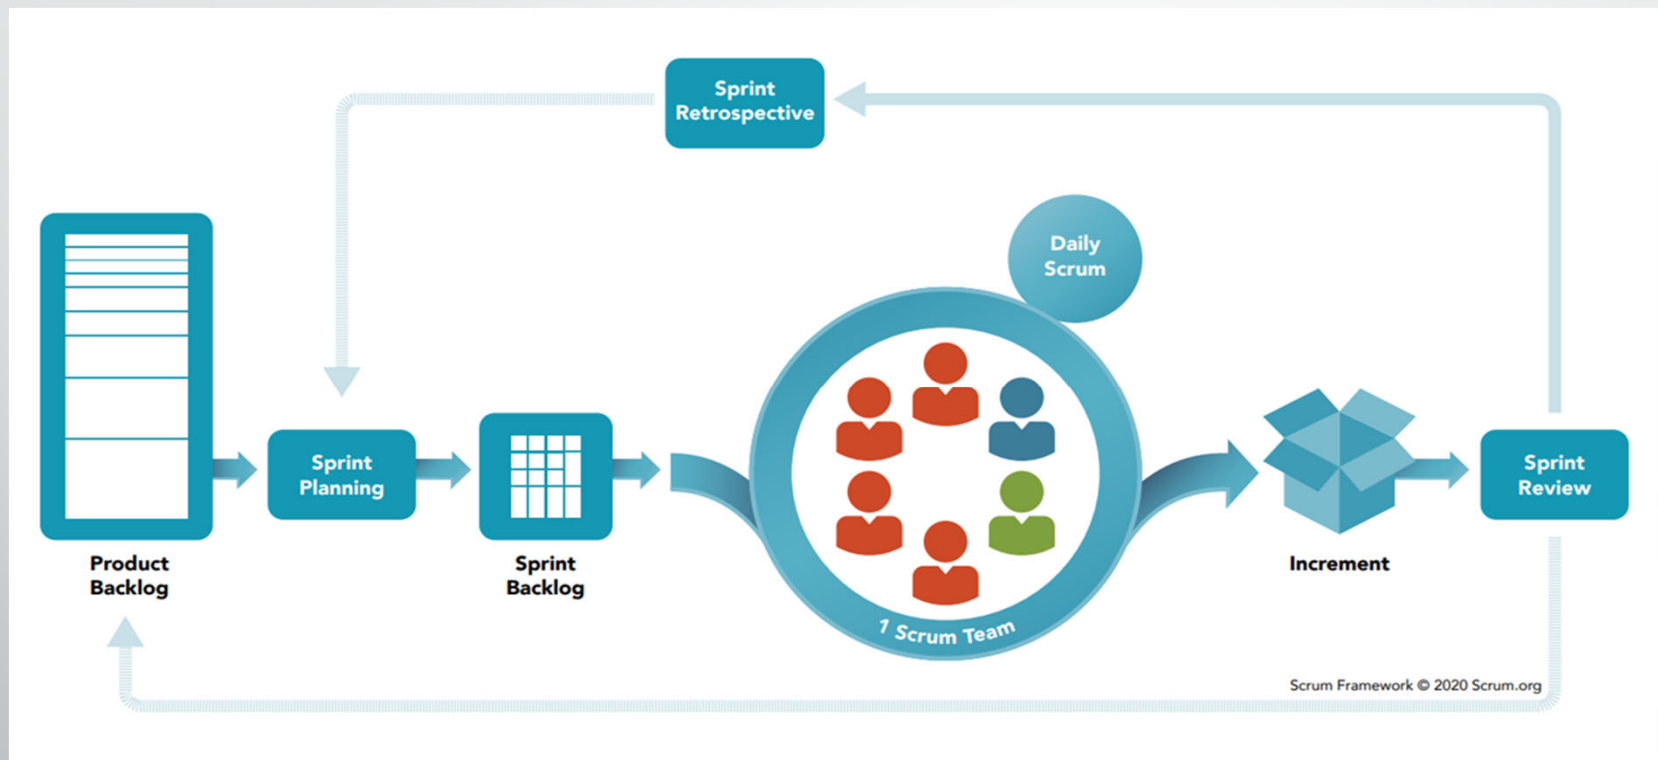 Sprint
Retrospective
Daily
Scrum
Sprint
Planning
Sprint
Review
Product
Backlog
Sprint
Backlog
1 Scrum Team
Increment
Scrum Framework © 2020 Scrum.org